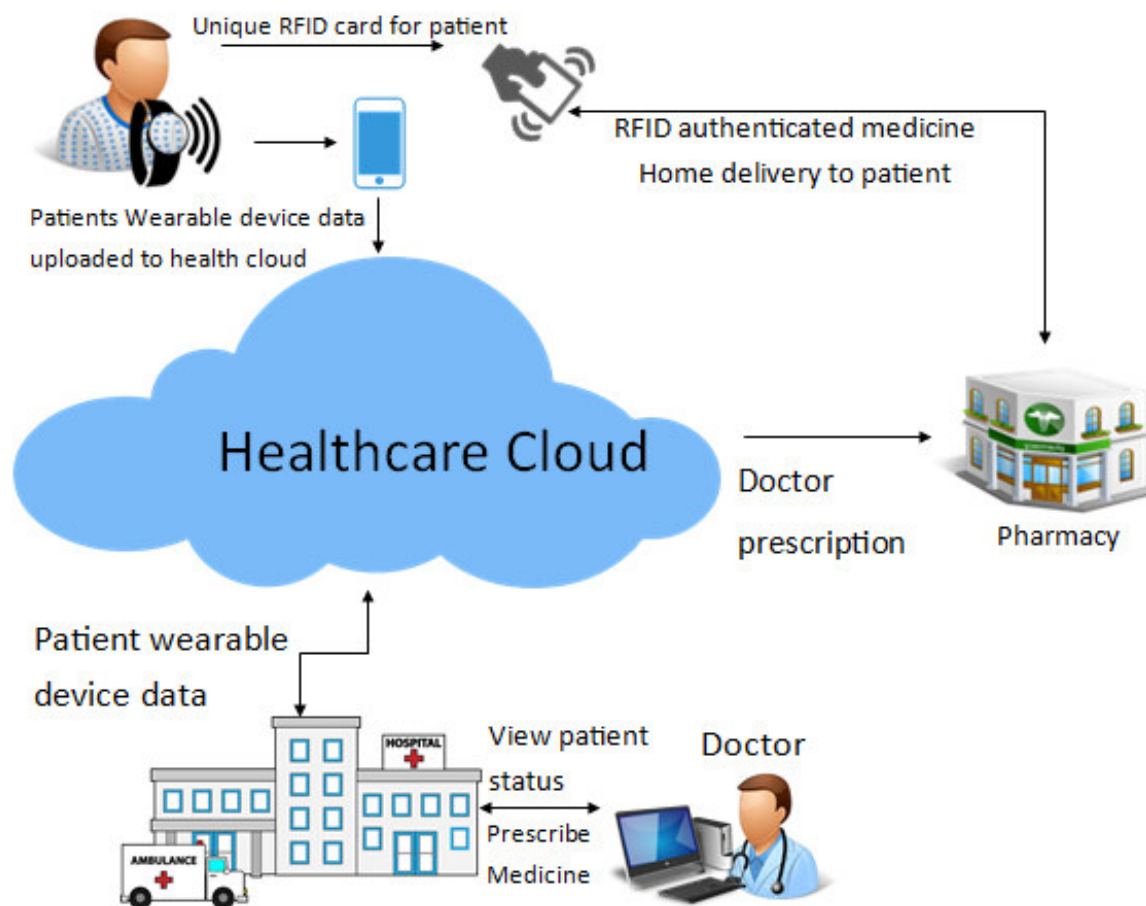 Unique RFID card for patient
RFID authenticated medicine
Home delivery to patient
Patients Wearable device data
uploaded to health cloud
Healthcare Cloud
Doctor
prescription
Pharmacy
Patient wearable
device data
HOSPITAL
AMBULANCE
View patient
status
Prescribe
Medicine
Doctor